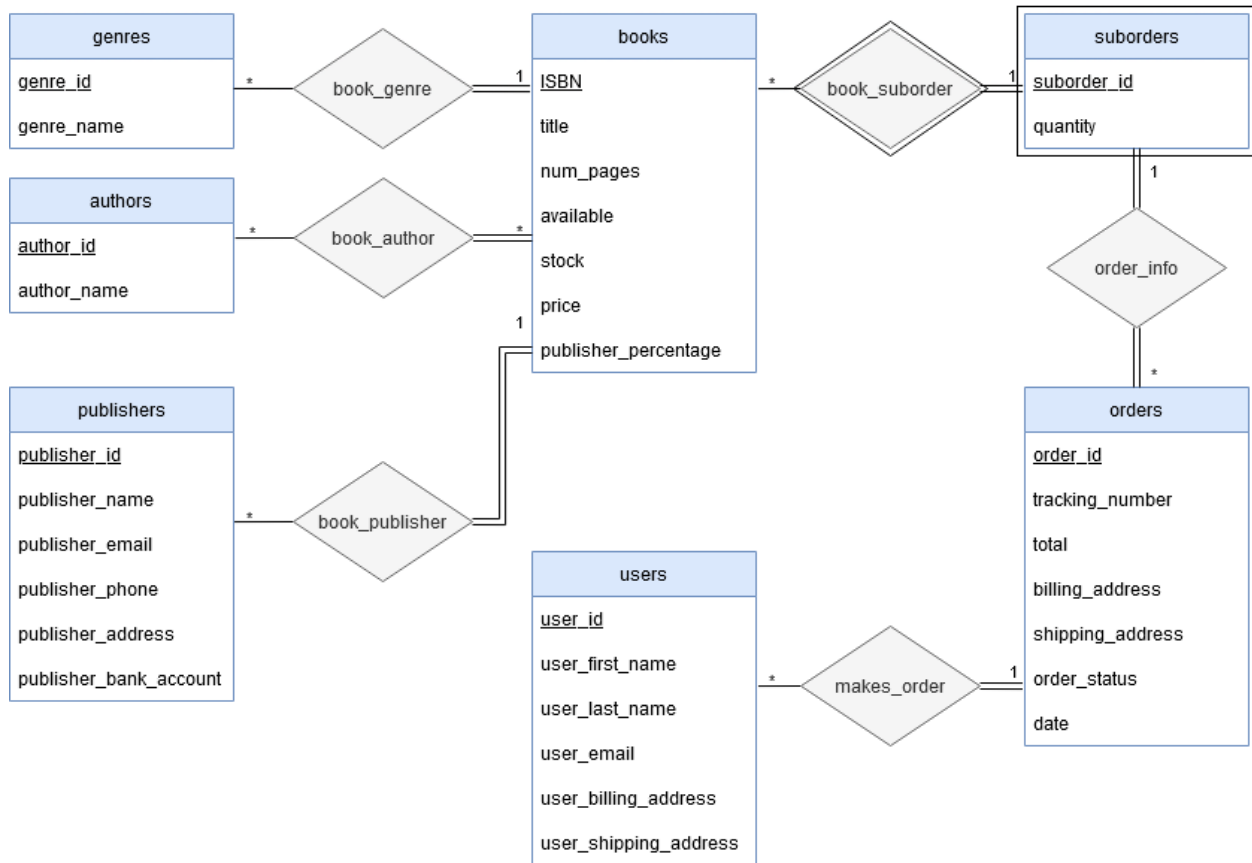 genres
genre_id
genre_name
*
book_genre
1
books
ISBN
title
num_pages
available
stock
price
publisher_percentage
*
book_suborder
1
suborders
suborder_id
quantity
authors
author_id
author_name
*
book_author
*
1
order_info
*
publishers
publisher_id
publisher_name
publisher_email
publisher_phone
publisher_address
publisher_bank_account
*
book_publisher
1
users
user_id
user_first_name
user_last_name
user_email
user_billing_address
user_shipping_address
*
makes_order
1
orders
order_id
tracking_number
total
billing_address
shipping_address
order_status
date